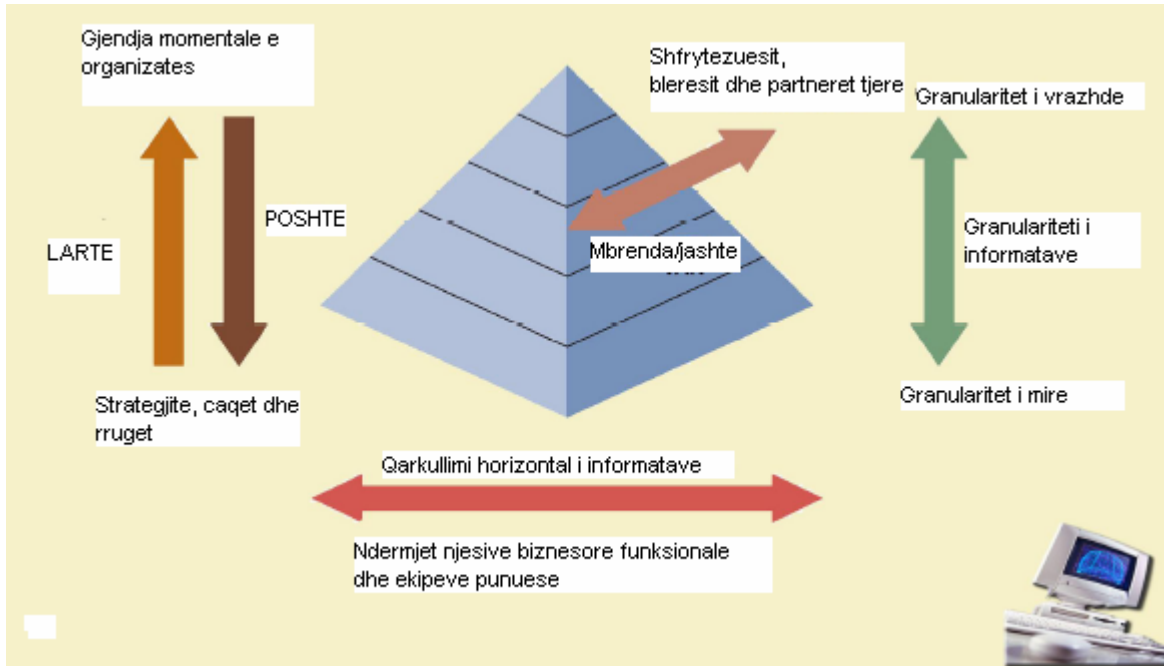 Gjendja momentale e
organizates
Shfrytezuesit,
bleresit dhe partneret tjere
Granularitet i vrazhde
LARTE
POSHTE
Mbrenda/jashte
Granulariteti i
informatave
Strategjite, caqet dhe
rruget
Granularitet i mire
Qarkullimi horizontal i informatave
Ndermjet njesive biznesore funksionale
dhe ekipeve punuese